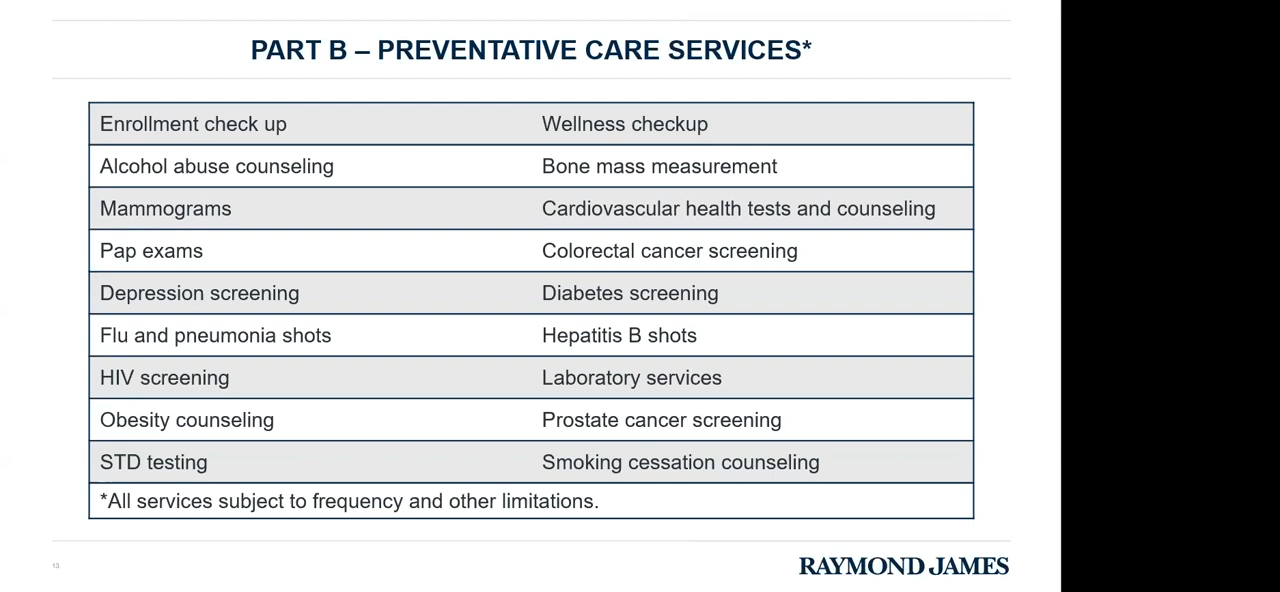 PART B – PREVENTATIVE CARE SERVICES*
Enrollment check up Wellness checkup
Alcohol abuse counseling Bone mass measurement
Mammograms Cardiovascular health tests and counseling
Pap exams Colorectal cancer screening
Depression screening Diabetes screening
Flu and pneumonia shots Hepatitis B shots
HIV screening Laboratory services
Obesity counseling Prostate cancer screening
STD testing Smoking cessation counseling
*All services subject to frequency and other limitations.
13
RAYMOND JAMES